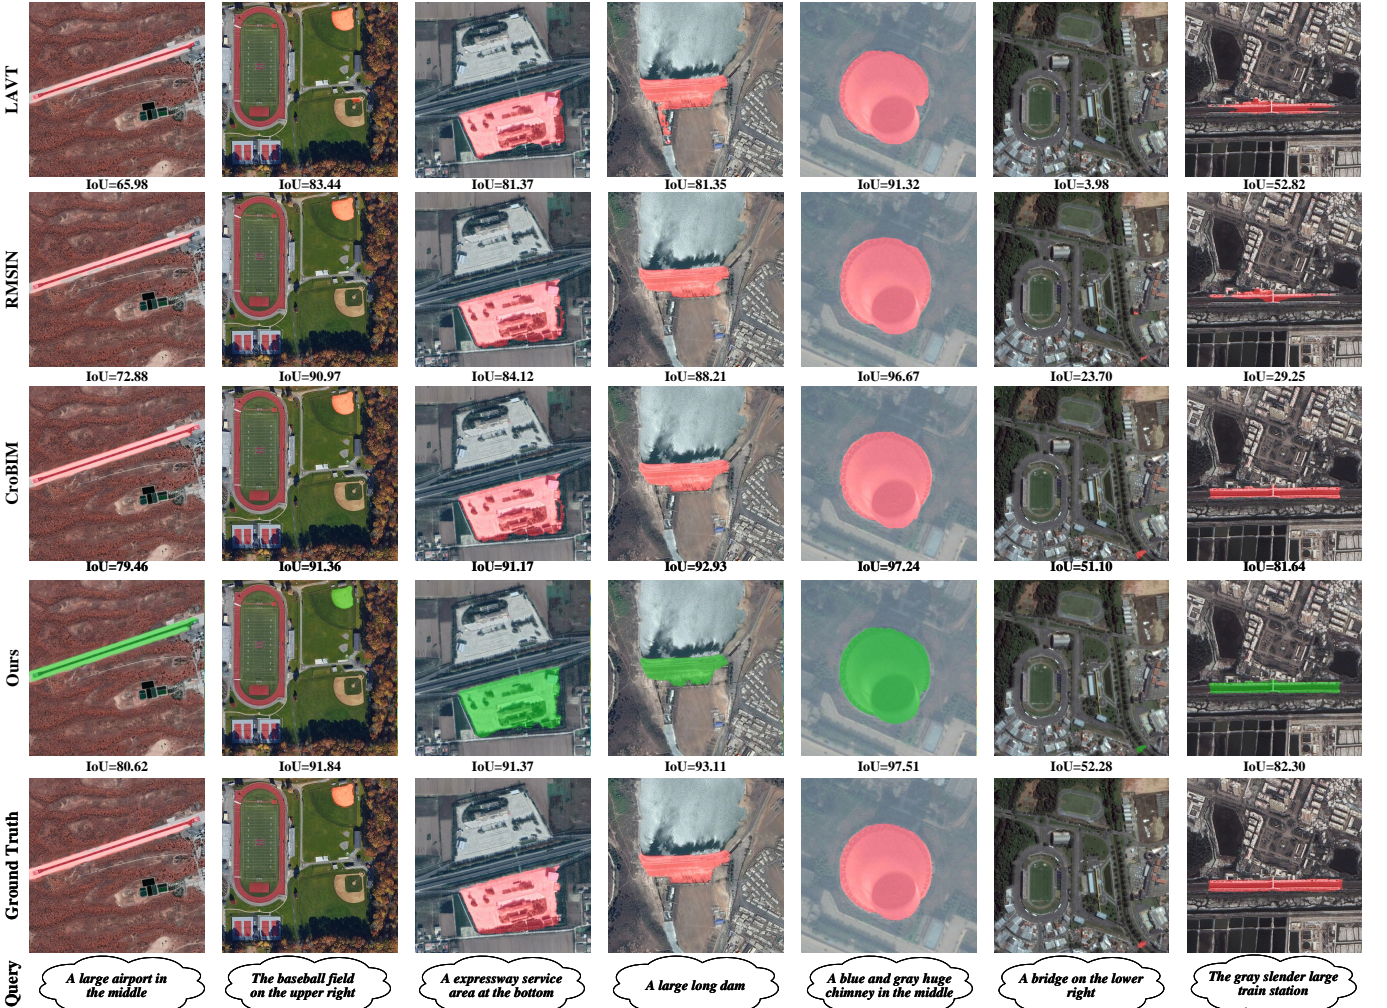 LAVT
IoU=65.98 IoU=83.44 IoU=81.37 IoU=81.35 IoU=91.32 IoU=3.98 IoU=52.82
RMSIN
IoU=72.88 IoU=90.97 IoU=84.12 IoU=88.21 IoU=96.67 IoU=23.70 IoU=29.25
CroBIM
IoU=79.46 IoU=91.36 IoU=91.17 IoU=92.93 IoU=97.24 IoU=51.10 IoU=81.64
Ours
IoU=80.62 IoU=91.84 IoU=91.37 IoU=93.11 IoU=97.51 IoU=52.28 IoU=82.30
Ground Truth
Query
A large airport in
the middle
The baseball field
on the upper right
A expressway service
area at the bottom
A large long dam
A blue and gray huge
chimney in the middle
A bridge on the lower
right
The gray slender large
train station